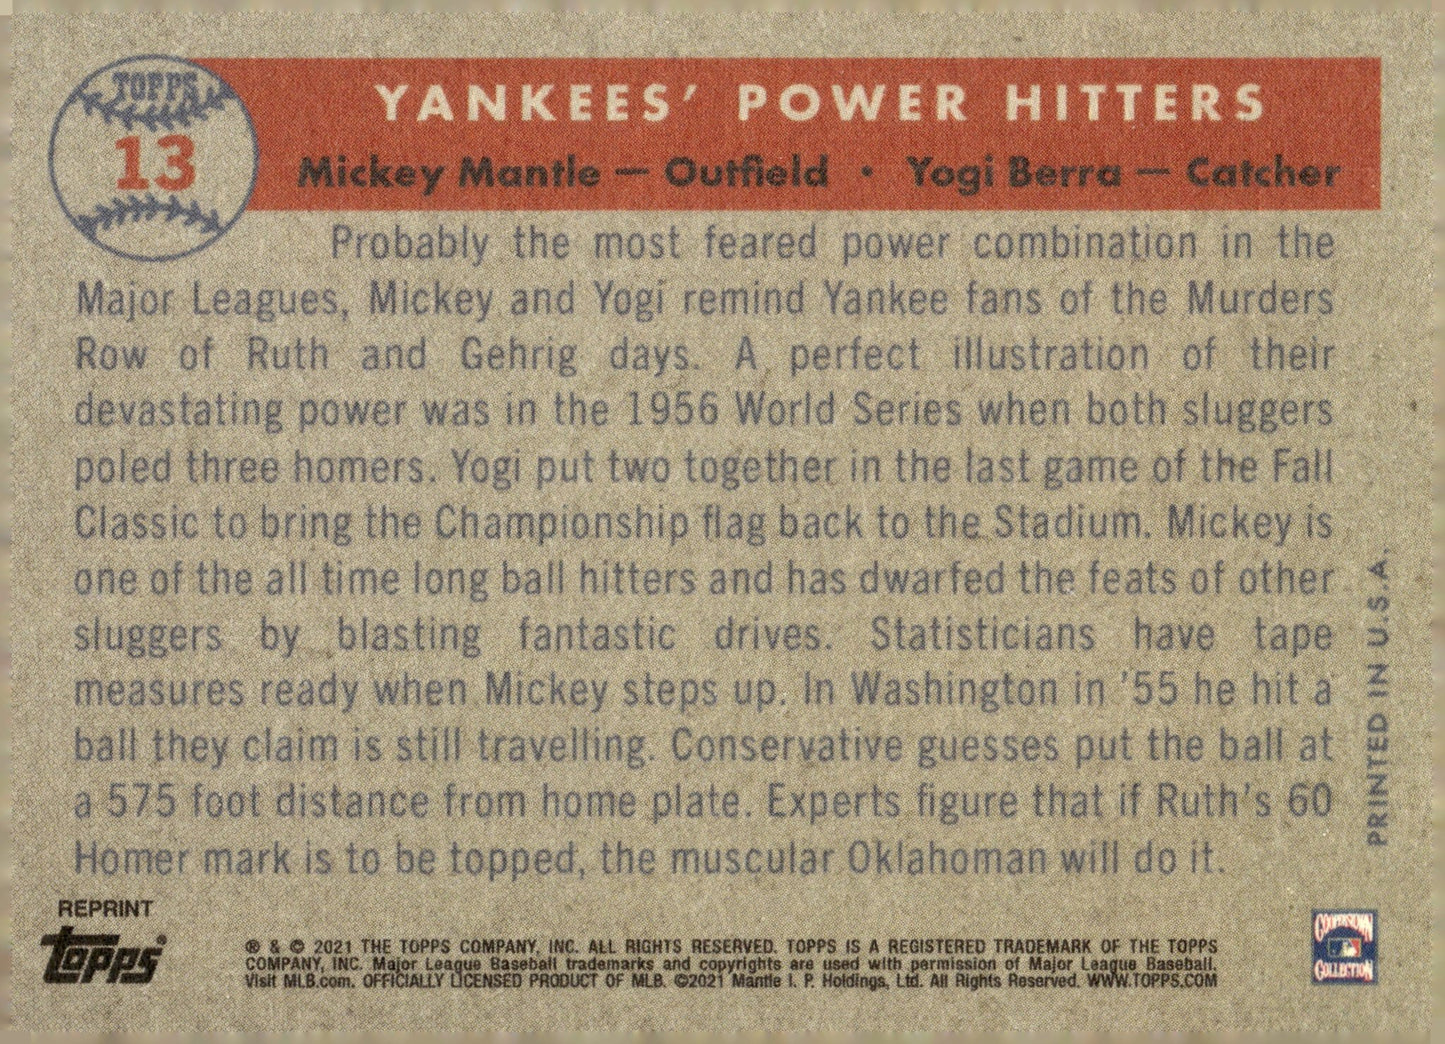 TOPPS
13
YANKEES' POWER HITTERS
Mickey Mantle — Outfield • Yogi Berra — Catcher
Probably the most feared power combination in the
Major Leagues, Mickey and Yogi remind Yankee fans of the Murders
Row of Ruth and Gehrig days. A perfect illustration of their
devastating power was in the 1956 World Series when both sluggers
poled three homers. Yogi put two together in the last game of the Fall
Classic to bring the Championship flag back to the Stadium. Mickey is
one of the all time long ball hitters and has dwarfed the feats of other
sluggers by blasting fantastic drives. Statisticians have tape
measures ready when Mickey steps up. In Washington in '55 he hit a
ball they claim is still travelling. Conservative guesses put the ball at
a 575 foot distance from home plate. Experts figure that if Ruth's 60
Homer mark is to be topped, the muscular Oklahoman will do it.
PRINTED IN U.S.A.
REPRINT
topps®
® & © 2021 THE TOPPS COMPANY, INC. ALL RIGHTS RESERVED. TOPPS IS A REGISTERED TRADEMARK OF THE TOPPS
COMPANY, INC. Major League Baseball trademarks and copyrights are used with permission of Major League Baseball.
Visit MLB.com. OFFICIALLY LICENSED PRODUCT OF MLB. ©2021 Mantle I. P. Holdings, Ltd. All Rights Reserved. WWW.TOPPS.COM
COOPERSTOWN
COLLECTION